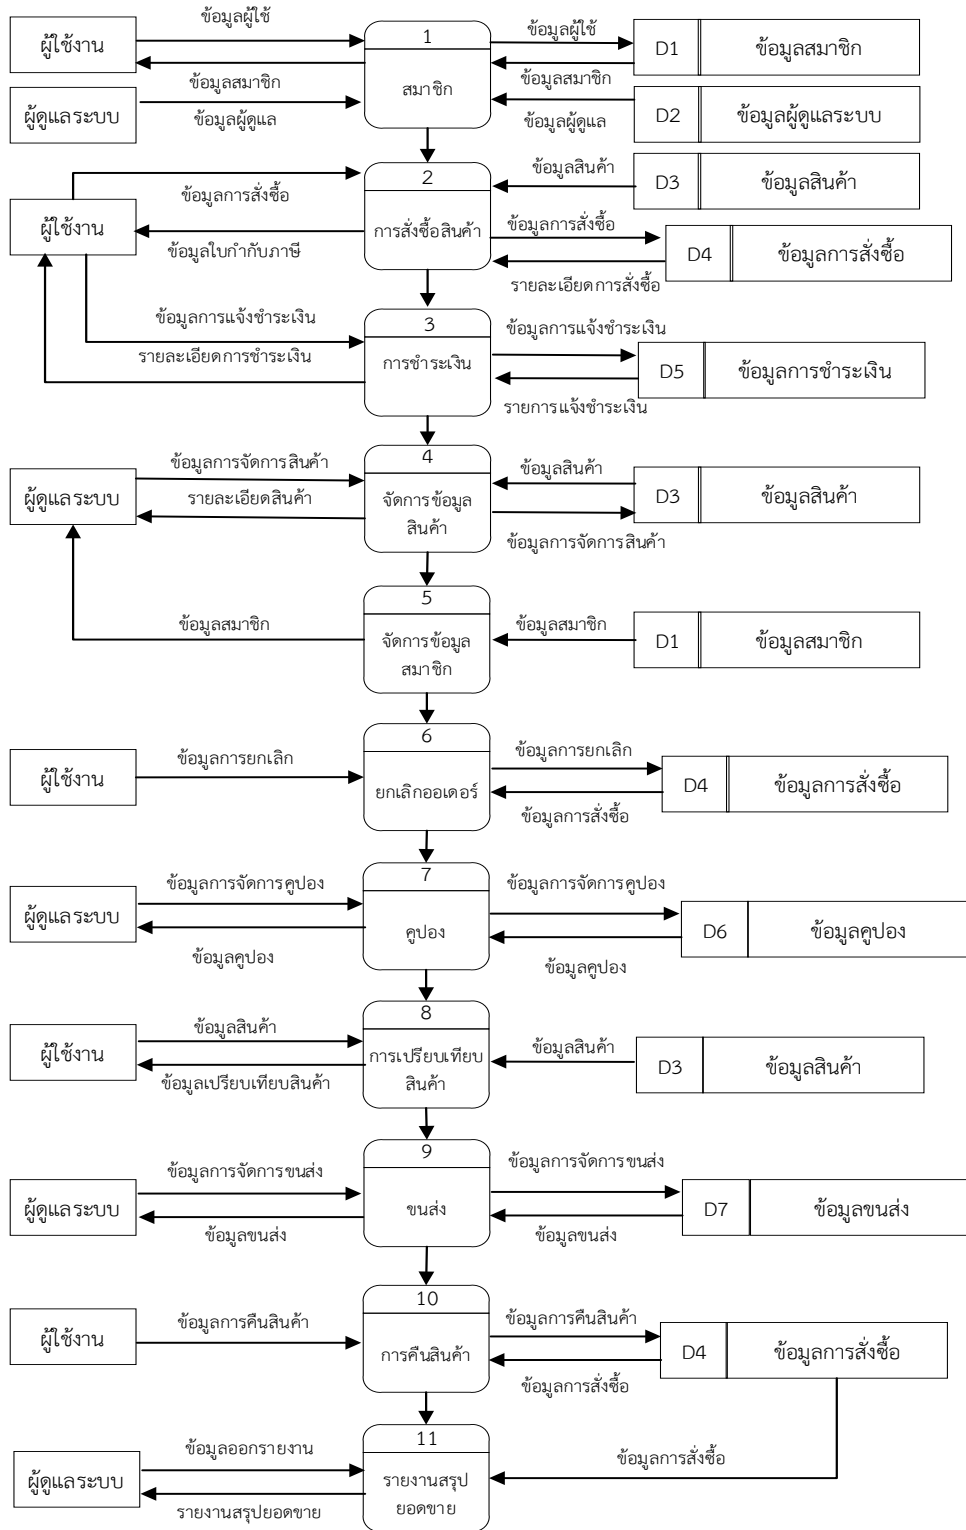 ผู้ใช้งาน
ข้อมูลผู้ใช้
1
สมาชิก
ข้อมูลผู้ใช้
D1
ข้อมูลสมาชิก
ข้อมูลสมาชิก
ข้อมูลสมาชิก
ผู้ดูแลระบบ
ข้อมูลผู้ดูแล
ข้อมูลผู้ดูแล
D2
ข้อมูลผู้ดูแลระบบ
ผู้ใช้งาน
ข้อมูลการสั่งซื้อ
2
การสั่งซื้อสินค้า
ข้อมูลสินค้า
D3
ข้อมูลสินค้า
ข้อมูลใบกำกับภาษี
ข้อมูลการสั่งซื้อ
D4
ข้อมูลการสั่งซื้อ
รายละเอียดการสั่งซื้อ
ข้อมูลการแจ้งชำระเงิน
รายละเอียดการชำระเงิน
3
การชำระเงิน
ข้อมูลการแจ้งชำระเงิน
D5
ข้อมูลการชำระเงิน
รายการแจ้งชำระเงิน
ผู้ดูแลระบบ
ข้อมูลการจัดการสินค้า
รายละเอียดสินค้า
4
จัดการข้อมูล
สินค้า
ข้อมูลสินค้า
D3
ข้อมูลสินค้า
ข้อมูลการจัดการสินค้า
ข้อมูลสมาชิก
5
จัดการข้อมูล
สมาชิก
ข้อมูลสมาชิก
D1
ข้อมูลสมาชิก
ผู้ใช้งาน
ข้อมูลการยกเลิก
6
ยกเลิกออเดอร์
ข้อมูลการยกเลิก
D4
ข้อมูลการสั่งซื้อ
ข้อมูลการสั่งซื้อ
ผู้ดูแลระบบ
ข้อมูลการจัดการคูปอง
ข้อมูลคูปอง
7
คูปอง
ข้อมูลการจัดการคูปอง
D6
ข้อมูลคูปอง
ข้อมูลคูปอง
ผู้ใช้งาน
ข้อมูลสินค้า
ข้อมูลเปรียบเทียบสินค้า
8
การเปรียบเทียบ
สินค้า
ข้อมูลสินค้า
D3
ข้อมูลสินค้า
ผู้ดูแลระบบ
ข้อมูลการจัดการขนส่ง
ข้อมูลขนส่ง
9
ขนส่ง
ข้อมูลการจัดการขนส่ง
D7
ข้อมูลขนส่ง
ข้อมูลขนส่ง
ผู้ใช้งาน
ข้อมูลการคืนสินค้า
10
การคืนสินค้า
ข้อมูลการคืนสินค้า
D4
ข้อมูลการสั่งซื้อ
ข้อมูลการสั่งซื้อ
ผู้ดูแลระบบ
ข้อมูลออกรายงาน
รายงานสรุปยอดขาย
11
รายงานสรุป
ยอดขาย
ข้อมูลการสั่งซื้อ